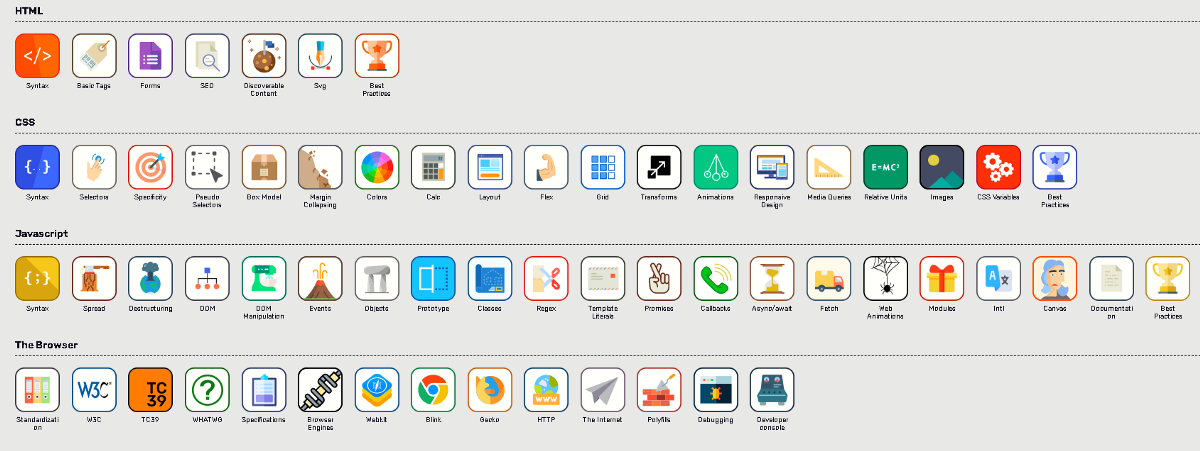 HTML
</>
Syntax
Basic Tags
Forms
SEO
Discoverable
Content
Svg
Best
Practices
CSS
{..}
Syntax
Selectors
Specificity
Pseudo
Selectors
Box Model
Margin
Collapsing
Colors
Calc
Layout
Flex
Grid
Transforms
Animations
Responsive
Design
Media Queries
E=MC²
Relative Units
Images
CSS Variables
Best
Practices
Javascript
{;}
Syntax
Spread
Destructuring
DOM
DOM
Manipulation
Events
Objects
Prototype
Classes
Regex
Template
Literals
Promises
Callbacks
Async/await
Fetch
Web
Animations
Modules
A
Intl
Canvas
Documentati
on
Best
Practices
The Browser
Standardizati
on
W3C
W3C
TC
39
TC39
?
WHATWG
Specifications
Browser
Engines
Webkit
Blink
Gecko
WWW
HTTP
The Internet
Polyfills
Debugging
Developer
console